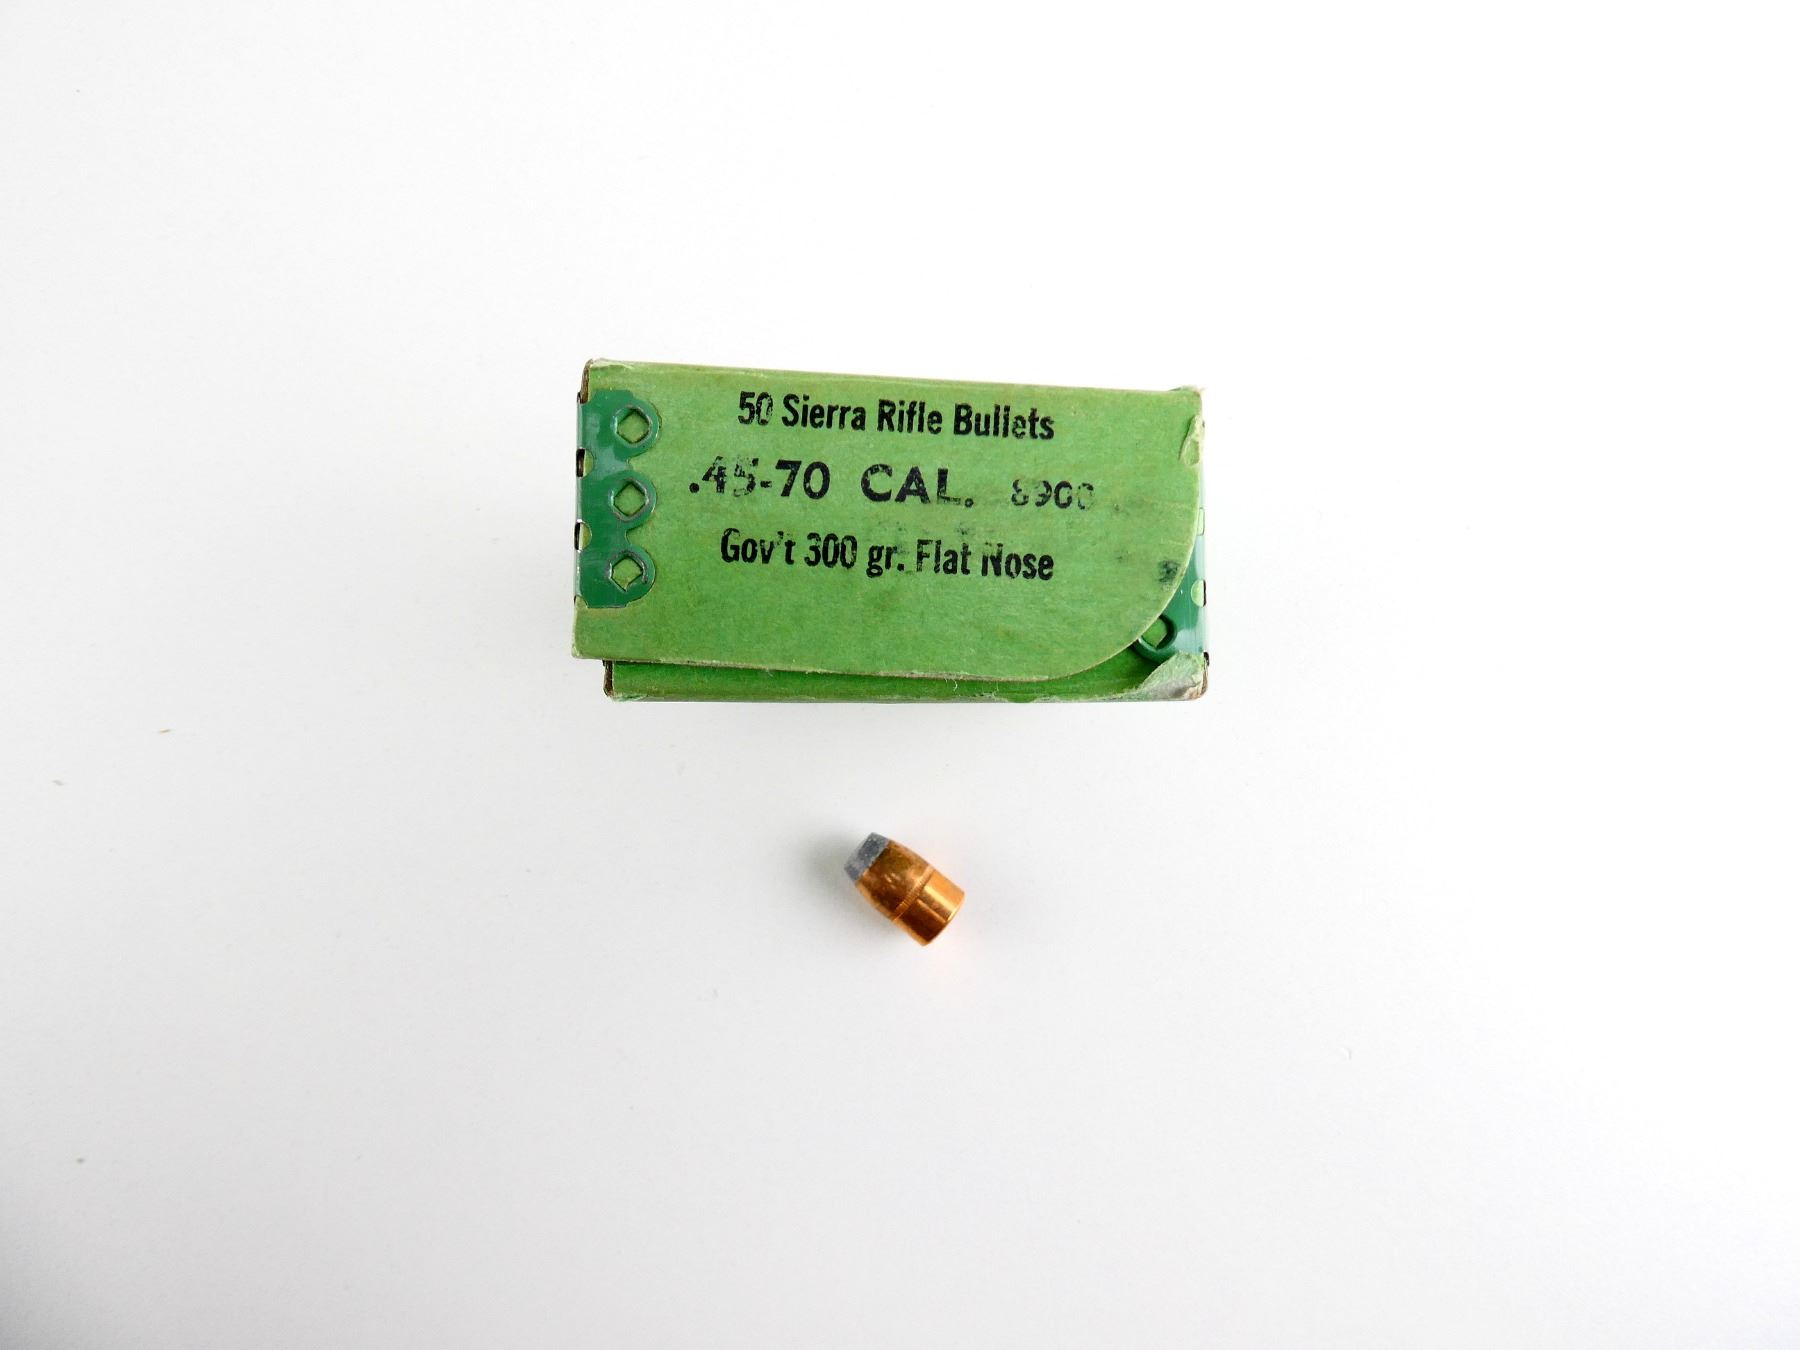 50 Sierra Rifle Bullets
.45-70 CAL. 8900
Gov't 300 gr. Flat Nose